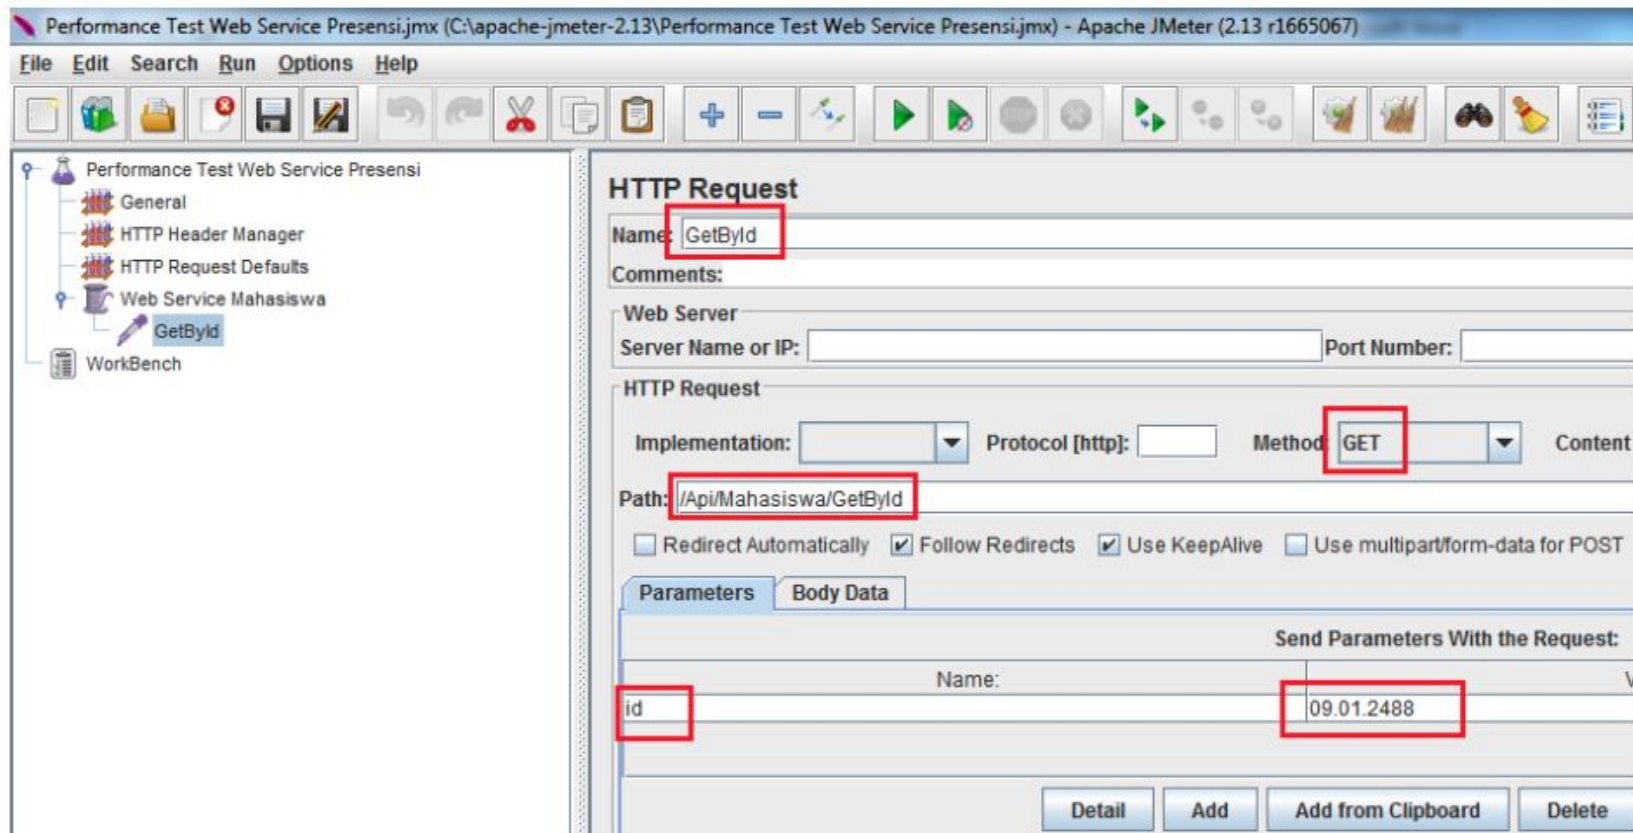 Performance Test Web Service Presensi.jmx (C:\apache-jmeter-2.13\Performance Test Web Service Presensi.jmx) - Apache JMeter (2.13 r1665067)
File Edit Search Run Options Help
Performance Test Web Service Presensi
General
HTTP Header Manager
HTTP Request Defaults
Web Service Mahasiswa
GetById
WorkBench
HTTP Request
Name: GetById
Comments:
Web Server
Server Name or IP: Port Number:
HTTP Request
Implementation: Protocol [http]: Method: GET Content
Path: /Api/Mahasiswa/GetById
Redirect Automatically Follow Redirects Use KeepAlive Use multipart/form-data for POST
Parameters Body Data
Send Parameters With the Request:
Name:
id 09.01.2488
Detail Add Add from Clipboard Delete